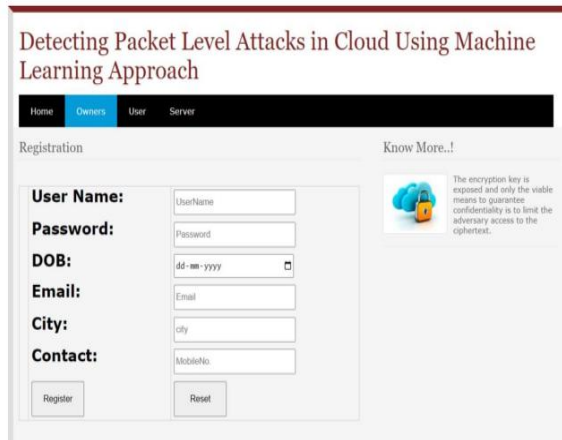 Detecting Packet Level Attacks in Cloud Using Machine
Learning Approach
Home Owners User Server
Registration
User Name: UserName
Password: Password
DOB: dd-mm-yyyy
Email: Email
City: city
Contact: MobileNo.
Register Reset
Know More..!
The encryption key is
exposed and only the viable
means to guarantee
confidentiality is to limit the
adversary access to the
ciphertext.